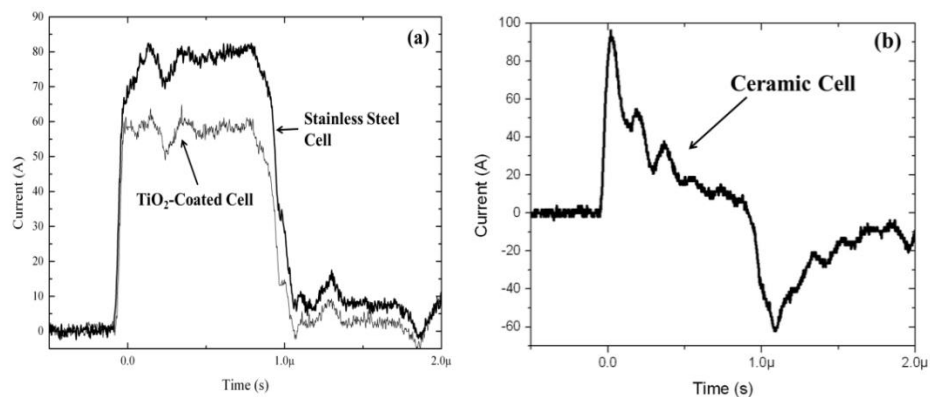 (a)
90
80
70
60
50
40
30
20
10
0
Current (A)
Stainless Steel
Cell
TiO₂-Coated Cell
0.0
1.0µ
2.0µ
Time (s)
(b)
100
80
60
40
20
0
-20
-40
-60
Current (A)
Ceramic Cell
0.0
1.0µ
2.0µ
Time (s)